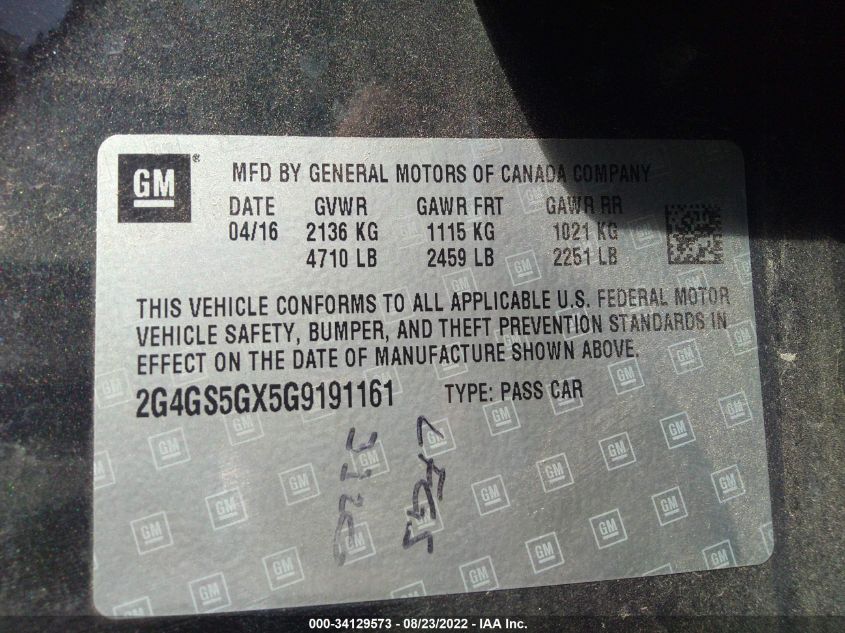 GM ® MFD BY GENERAL MOTORS OF CANADA COMPANY
DATE GVWR GAWR FRT GAWR RR
04/16 2136 KG 1115 KG 1021 KG
4710 LB 2459 LB 2251 LB
THIS VEHICLE CONFORMS TO ALL APPLICABLE U.S. FEDERAL MOTOR
VEHICLE SAFETY, BUMPER, AND THEFT PREVENTION STANDARDS IN
EFFECT ON THE DATE OF MANUFACTURE SHOWN ABOVE.
2G4GS5GX5G9191161 TYPE: PASS CAR
000-34129573 - 08/23/2022 - IAA Inc.